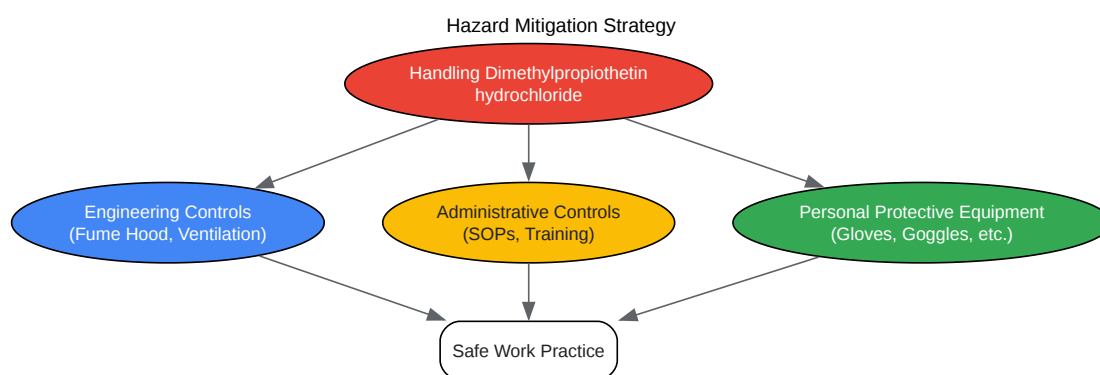 Hazard Mitigation Strategy
Handling Dimethylpropiothetin
hydrochloride
Engineering Controls
(Fume Hood, Ventilation)
Administrative Controls
(SOPs, Training)
Personal Protective Equipment
(Gloves, Goggles, etc.)
Safe Work Practice